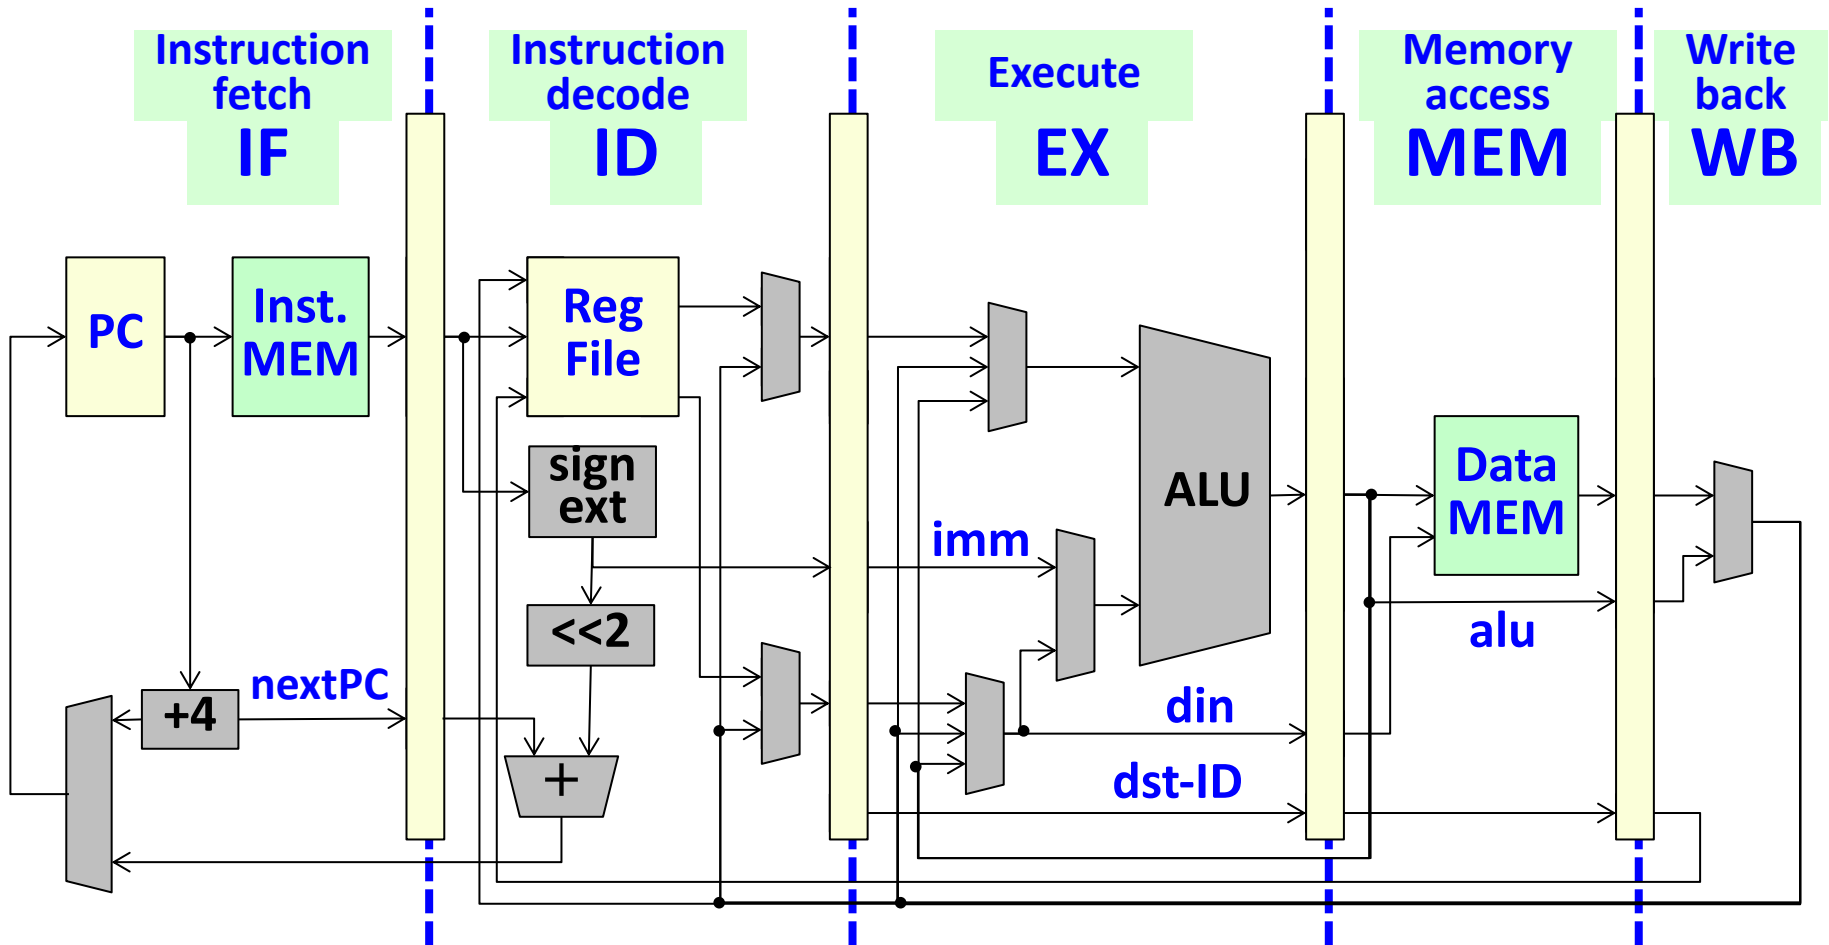 Instruction
fetch
IF
Instruction
decode
ID
Execute
EX
Memory
access
MEM
Write
back
WB
PC
Inst.
MEM
Reg
File
sign
ext
<<2
+
+4
nextPC
imm
ALU
din
dst-ID
Data
MEM
alu